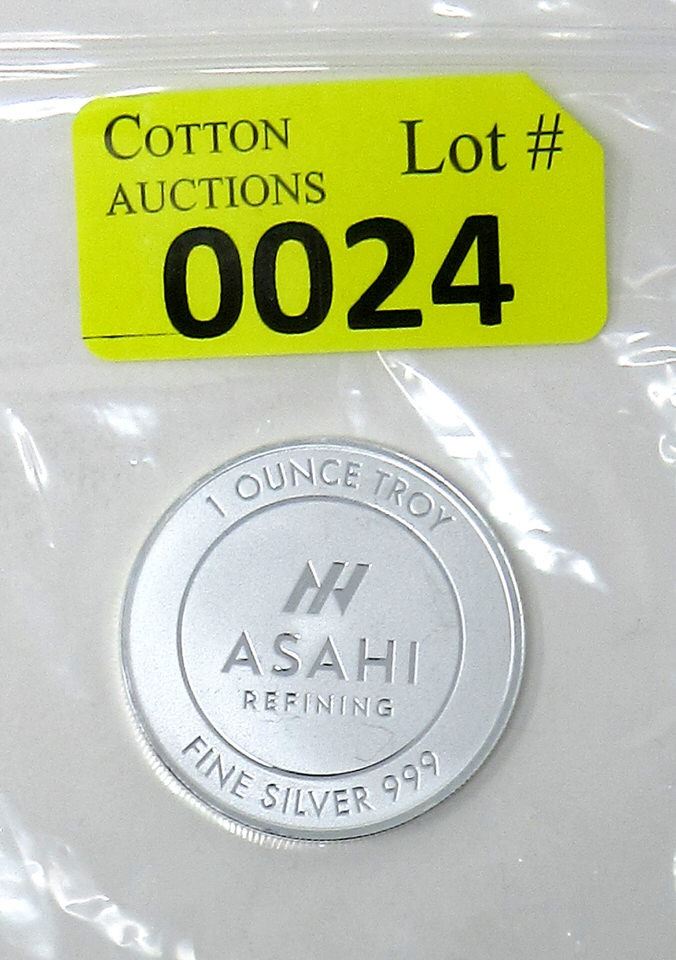 COTTON
AUCTIONS
Lot #
0024
1 OUNCE TROY
ASAHI
REFINING
FINE SILVER 999